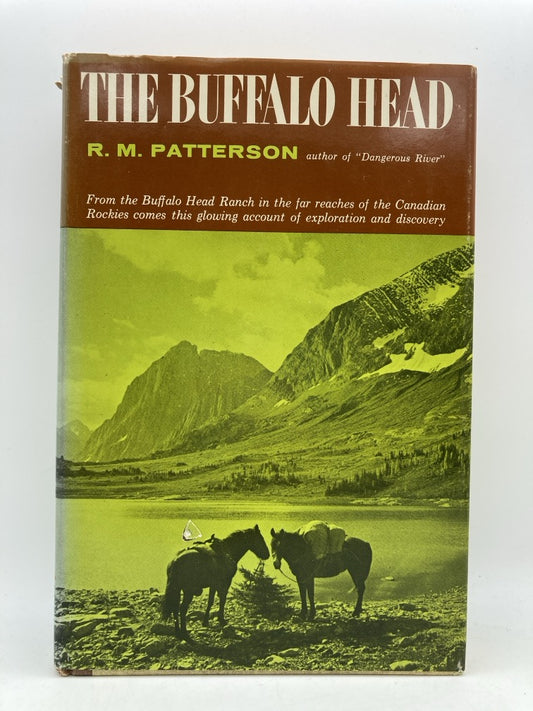 THE BUFFALO HEAD
R. M. PATTERSON author of "Dangerous River"
From the Buffalo Head Ranch in the far reaches of the Canadian
Rockies comes this glowing account of exploration and discovery